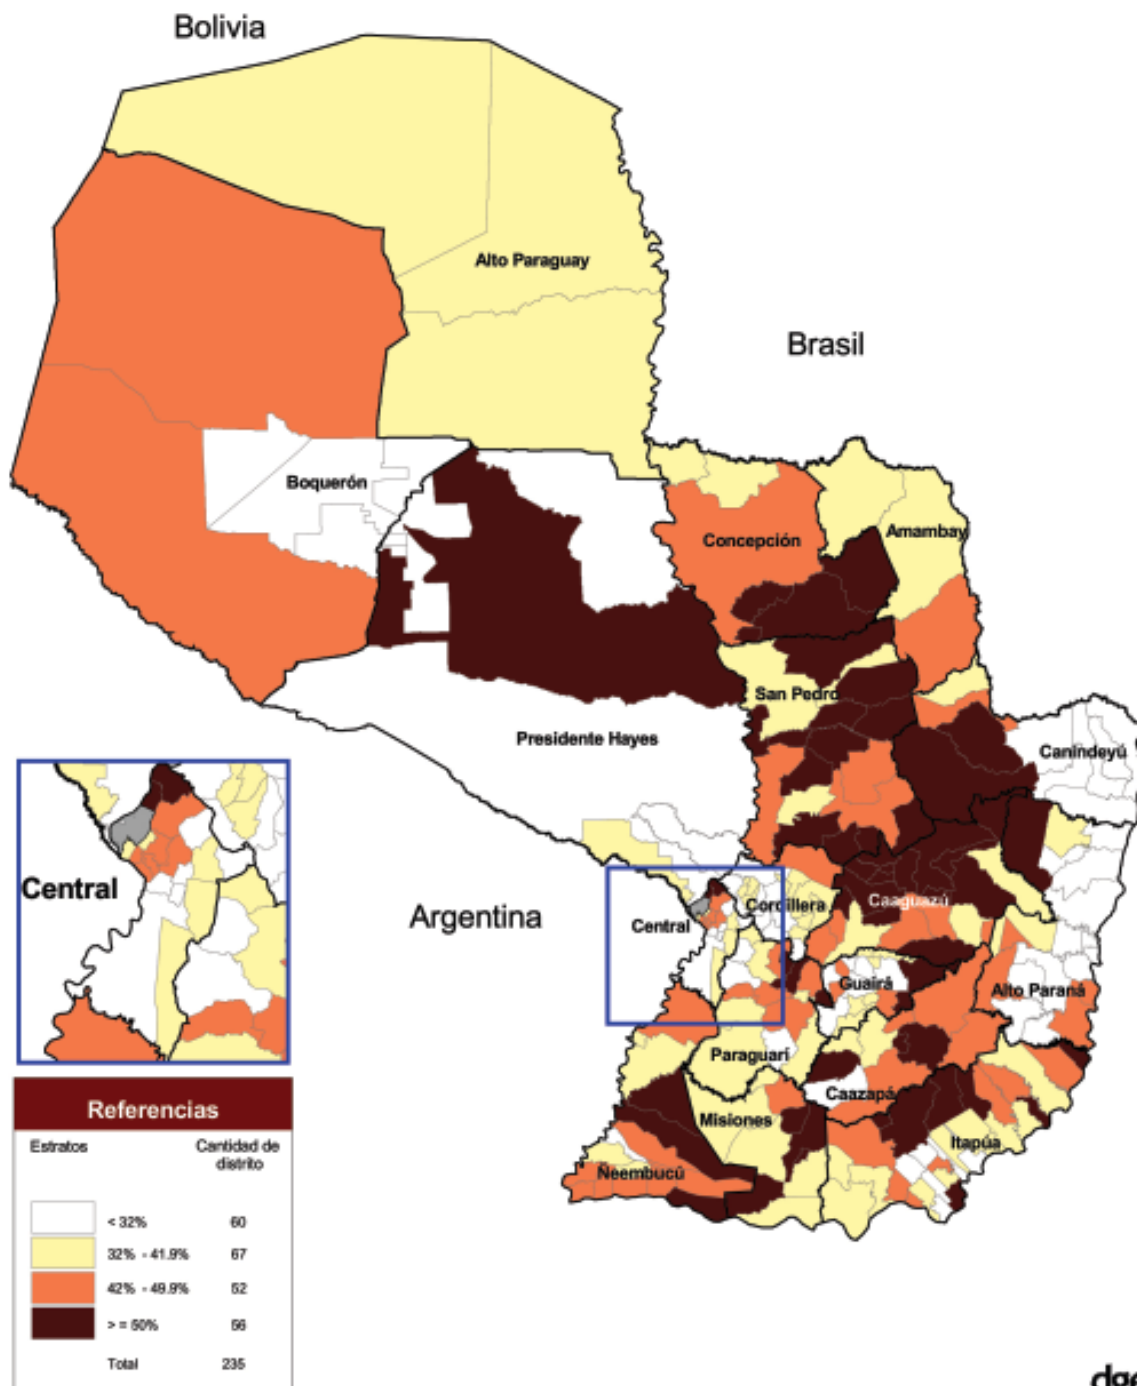 Bolivia
Alto Paraguay
Brasil
Boquerón
Concepción
Amambay
San Pedro
Presidente Hayes
Canindeyú
Central
Argentina
Central
Cordillera
Caaguazú
Guairá
Alto Paraná
Paraguarí
Caazapá
Misiones
Itapúa
Ñeembucú
Referencias
Estratos
Cantidad de
distrito
< 32% 60
32% - 41.9% 67
42% - 49.9% 52
> = 50% 56
Total 235